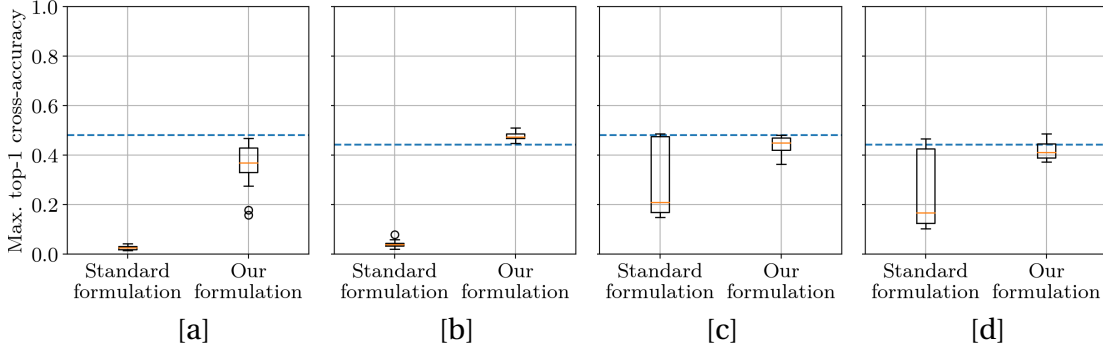 Max. top-1 cross-accuracy
1.0
0.8
0.6
0.4
0.2
0.0
Standard formulation
Our formulation
[a]
Standard formulation
Our formulation
[b]
Standard formulation
Our formulation
[c]
Standard formulation
Our formulation
[d]